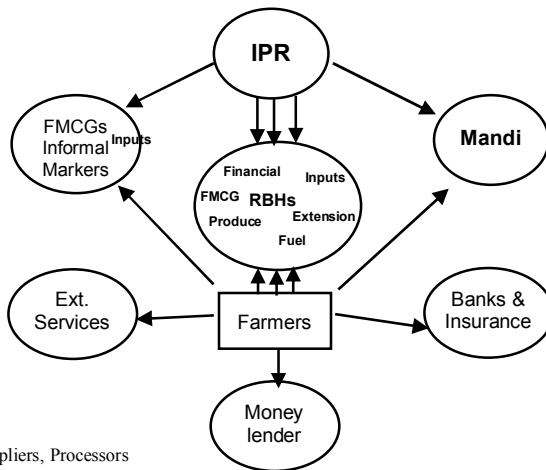 IPR
FMCGs
Informal
Markers
Inputs
Mandi
Financial
Inputs
FMCG
RBHs
Produce
Extension
Fuel
Ext.
Services
Farmers
Banks &
Insurance
Money
lender
pliers, Processors